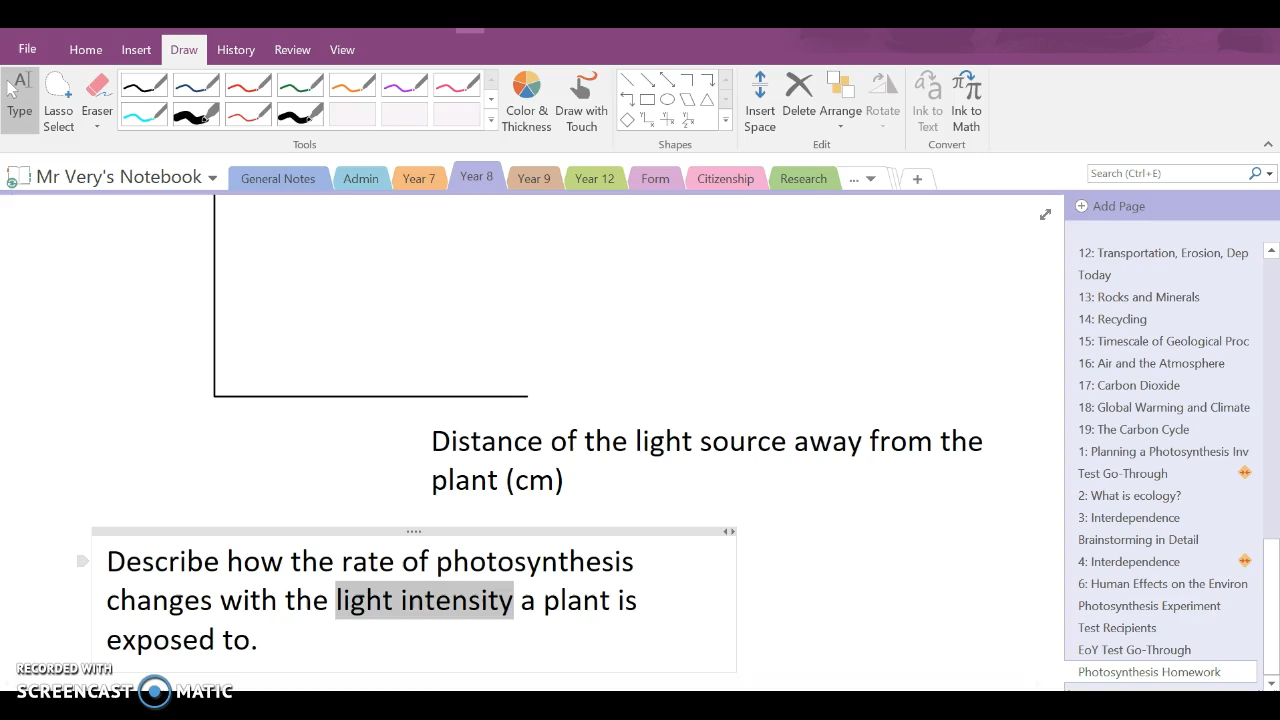 File Home Insert Draw History Review View
Type
Lasso
Select
Eraser
Color &
Thickness
Draw with
Touch
Insert
Space
Delete
Arrange
Rotate
Ink to
Text
Ink to
Math
Tools
Shapes
Edit
Convert
Mr Very's Notebook
General Notes Admin Year 7 Year 8 Year 9 Year 12 Form Citizenship Research ...
Search (Ctrl+E)
Add Page
12: Transportation, Erosion, Dep
Today
13: Rocks and Minerals
14: Recycling
15: Timescale of Geological Proc
16: Air and the Atmosphere
17: Carbon Dioxide
18: Global Warming and Climate
19: The Carbon Cycle
1: Planning a Photosynthesis Inv
Test Go-Through
2: What is ecology?
3: Interdependence
Brainstorming in Detail
4: Interdependence
6: Human Effects on the Environ
Photosynthesis Experiment
Test Recipients
EoY Test Go-Through
Photosynthesis Homework
Distance of the light source away from the
plant (cm)
Describe how the rate of photosynthesis
changes with the light intensity a plant is
exposed to.
RECORDED WITH
SCREENCAST MATIC